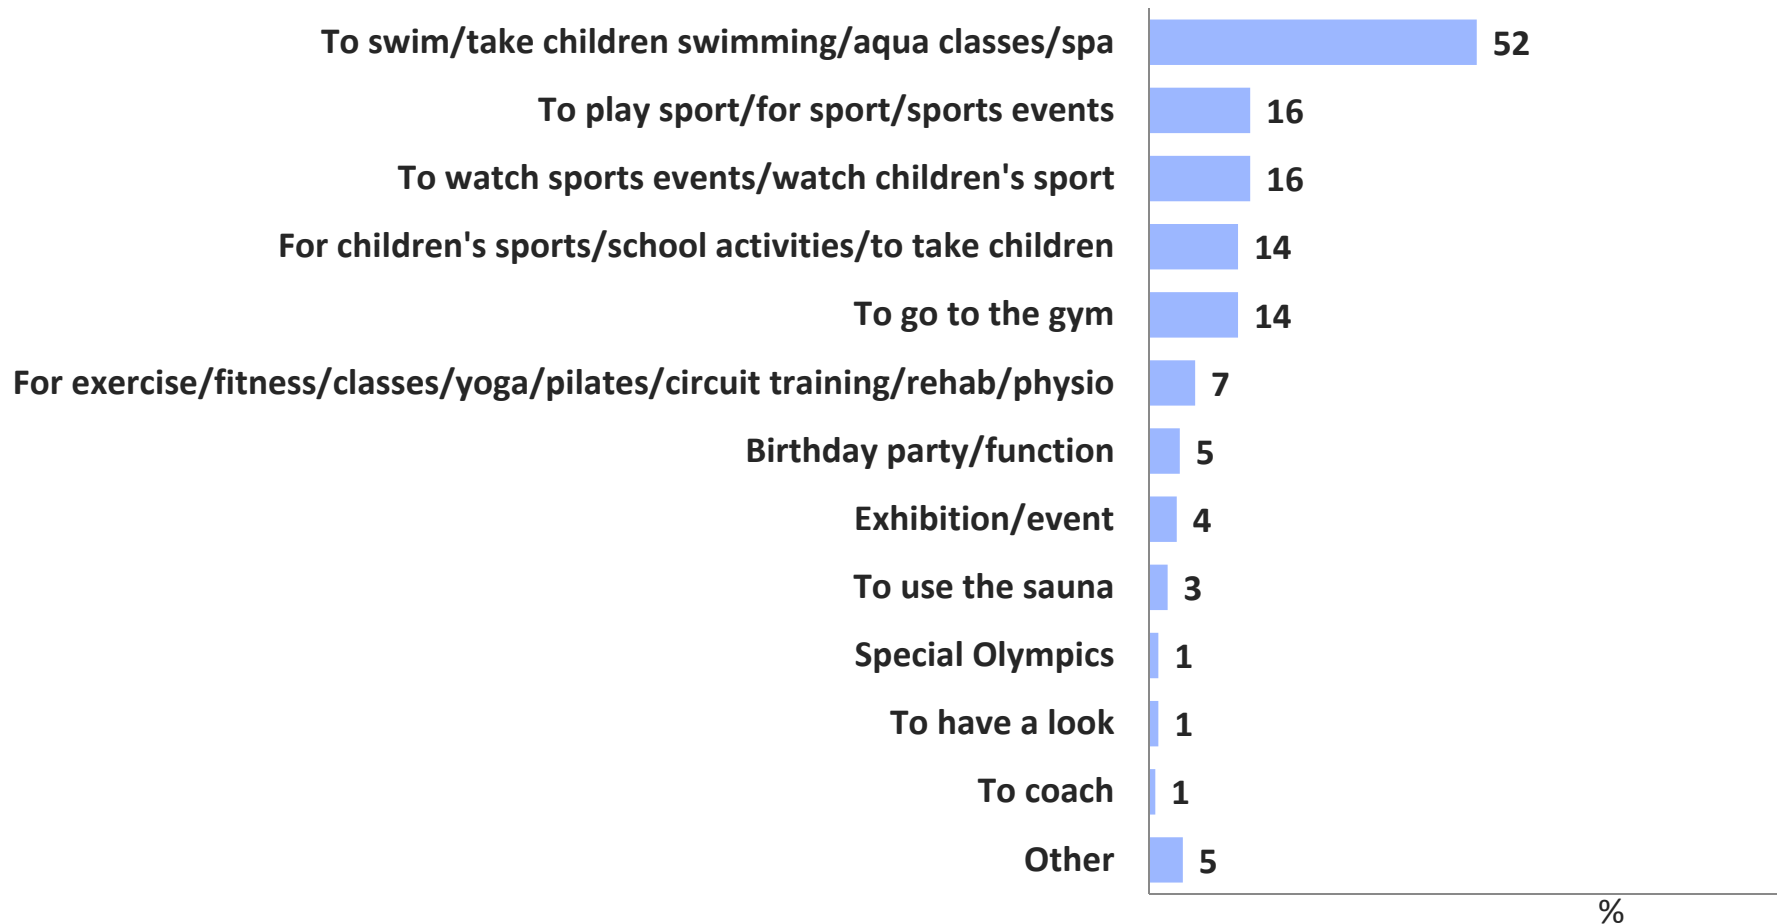 To swim/take children swimming/aqua classes/spa 52
To play sport/for sport/sports events 16
To watch sports events/watch children's sport 16
For children's sports/school activities/to take children 14
To go to the gym 14
For exercise/fitness/classes/yoga/pilates/circuit training/rehab/physio 7
Birthday party/function 5
Exhibition/event 4
To use the sauna 3
Special Olympics 1
To have a look 1
To coach 1
Other 5
%